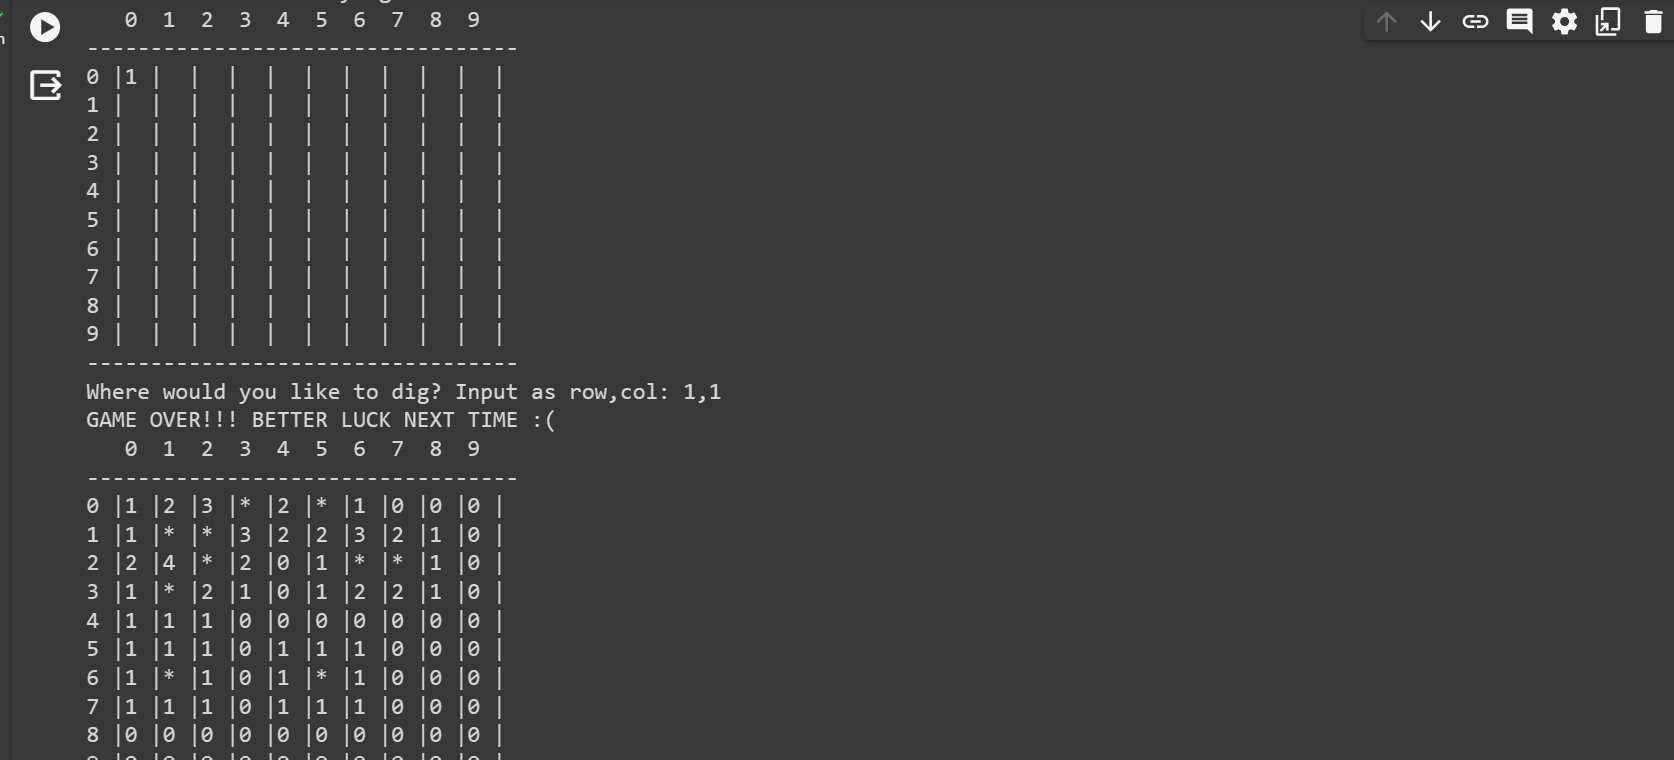 0  1  2  3  4  5  6  7  8  9
----------------------------------
0 |1 |  |  |  |  |  |  |  |  |  |
1 |  |  |  |  |  |  |  |  |  |  |
2 |  |  |  |  |  |  |  |  |  |  |
3 |  |  |  |  |  |  |  |  |  |  |
4 |  |  |  |  |  |  |  |  |  |  |
5 |  |  |  |  |  |  |  |  |  |  |
6 |  |  |  |  |  |  |  |  |  |  |
7 |  |  |  |  |  |  |  |  |  |  |
8 |  |  |  |  |  |  |  |  |  |  |
9 |  |  |  |  |  |  |  |  |  |  |
----------------------------------
Where would you like to dig? Input as row,col: 1,1
GAME OVER!!! BETTER LUCK NEXT TIME :(
   0  1  2  3  4  5  6  7  8  9
----------------------------------
0 |1 |2 |3 |* |2 |* |1 |0 |0 |0 |
1 |1 |* |* |3 |2 |2 |3 |2 |1 |0 |
2 |2 |4 |* |2 |0 |1 |* |* |1 |0 |
3 |1 |* |2 |1 |0 |1 |2 |2 |1 |0 |
4 |1 |1 |1 |0 |0 |0 |0 |0 |0 |0 |
5 |1 |1 |1 |0 |1 |1 |1 |0 |0 |0 |
6 |1 |* |1 |0 |1 |* |1 |0 |0 |0 |
7 |1 |1 |1 |0 |1 |1 |1 |0 |0 |0 |
8 |0 |0 |0 |0 |0 |0 |0 |0 |0 |0 |